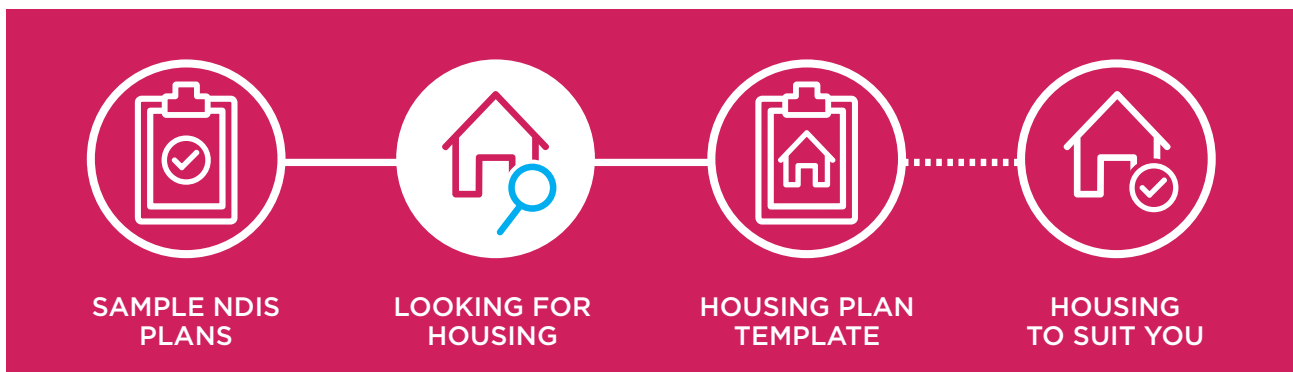 SAMPLE NDIS
PLANS
LOOKING FOR
HOUSING
HOUSING PLAN
TEMPLATE
HOUSING
TO SUIT YOU